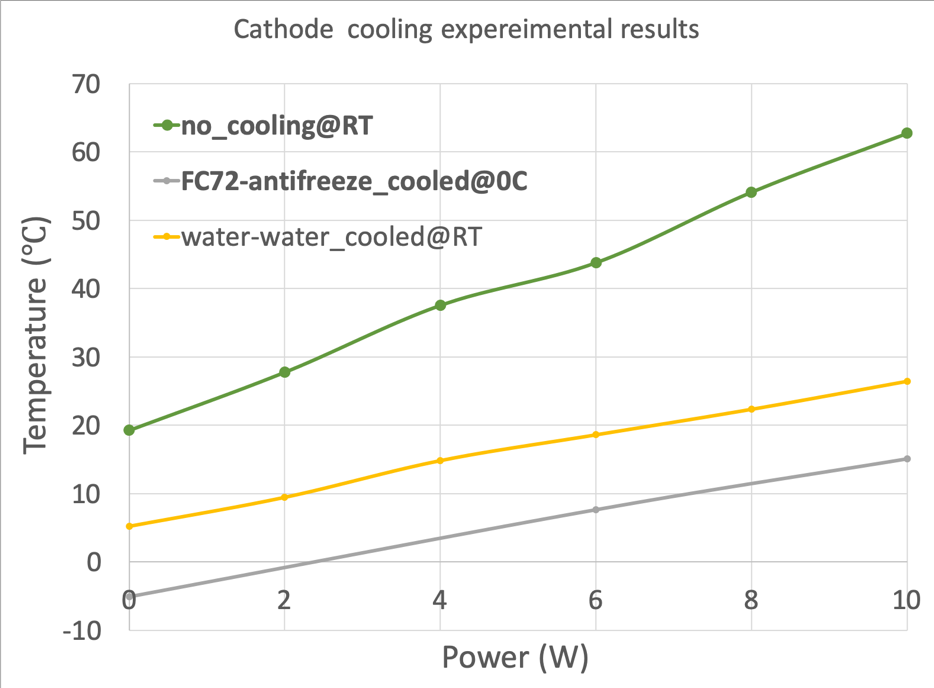 Cathode  cooling expereimental results
70
no_cooling@RT
60
FC72-antifreeze_cooled@0C
50
water-water_cooled@RT
40
30
20
10
0
-10
Temperature (°C)
0 2 4 6 8 10
Power (W)